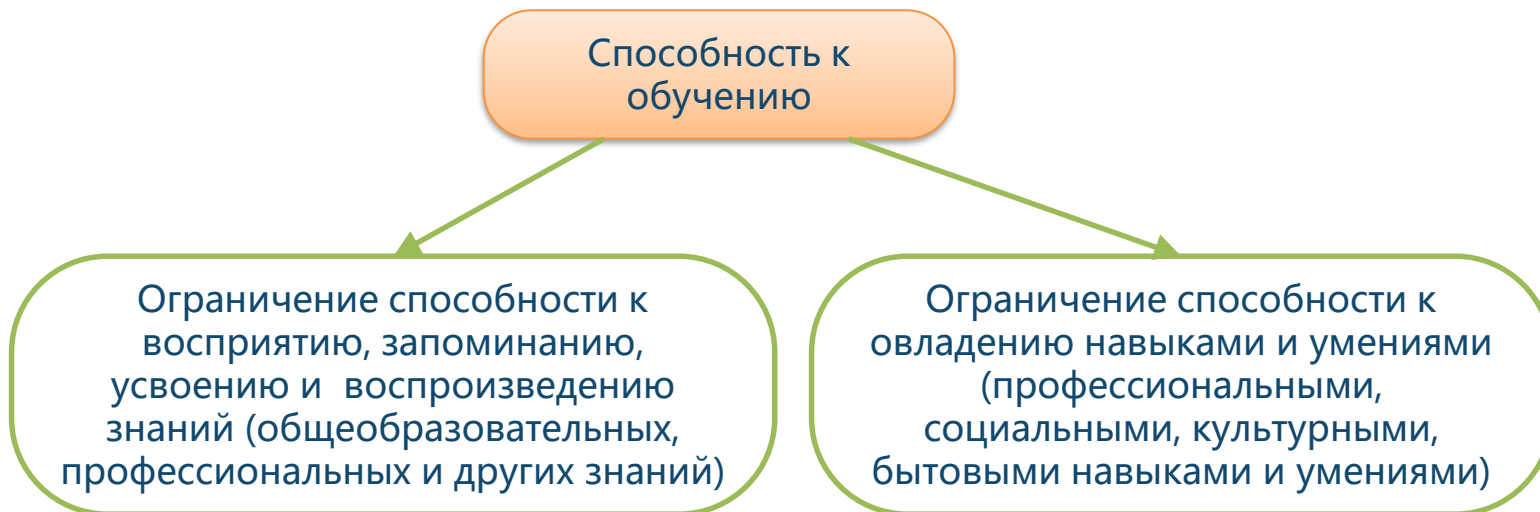 Способность к
обучению
Ограничение способности к
восприятию, запоминанию,
усвоению и  воспроизведению
знаний (общеобразовательных,
профессиональных и других знаний)
Ограничение способности к
овладению навыками и умениями
(профессиональными,
социальными, культурными,
бытовыми навыками и умениями)